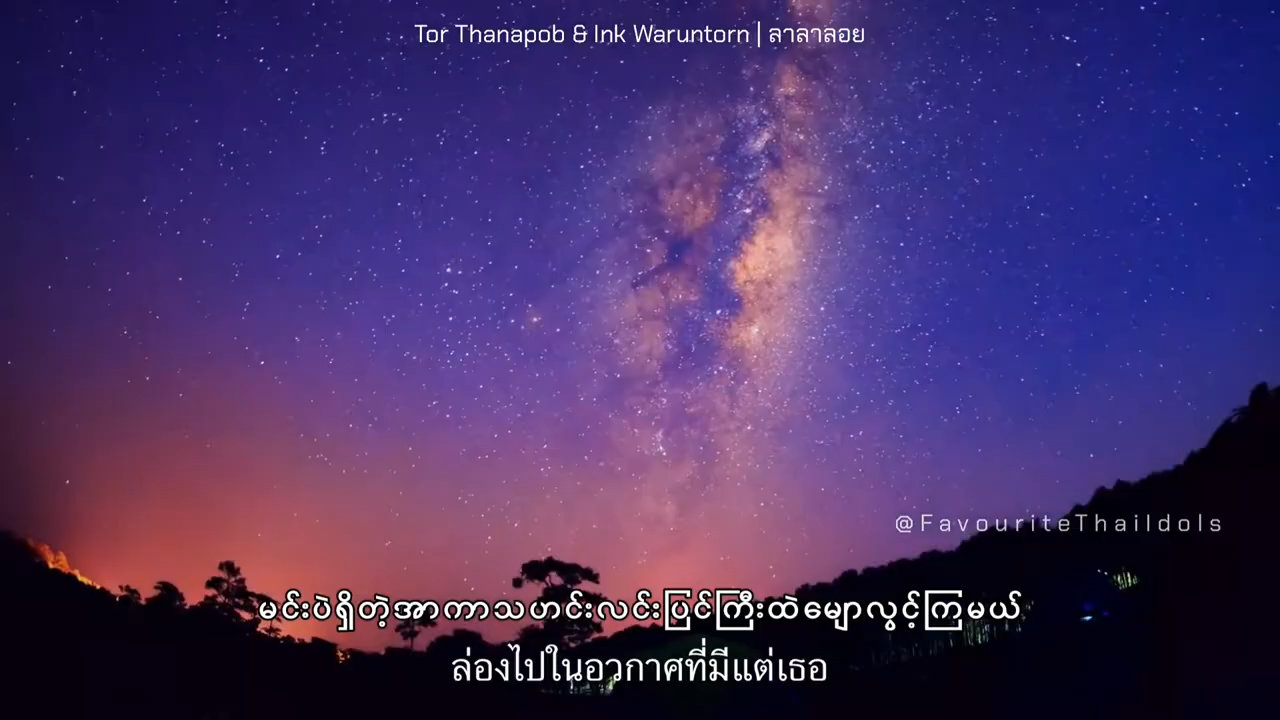 Tor Thanapob & Ink Waruntorn | ลาลาลอย
@FavouriteThaiIdols
မင်းပဲရှိတဲ့အာကာသဟင်းလင်းပြင်ကြီးထဲမျောလွင့်ကြမယ်
ล่องไปในอวกาศที่มีแต่เธอ